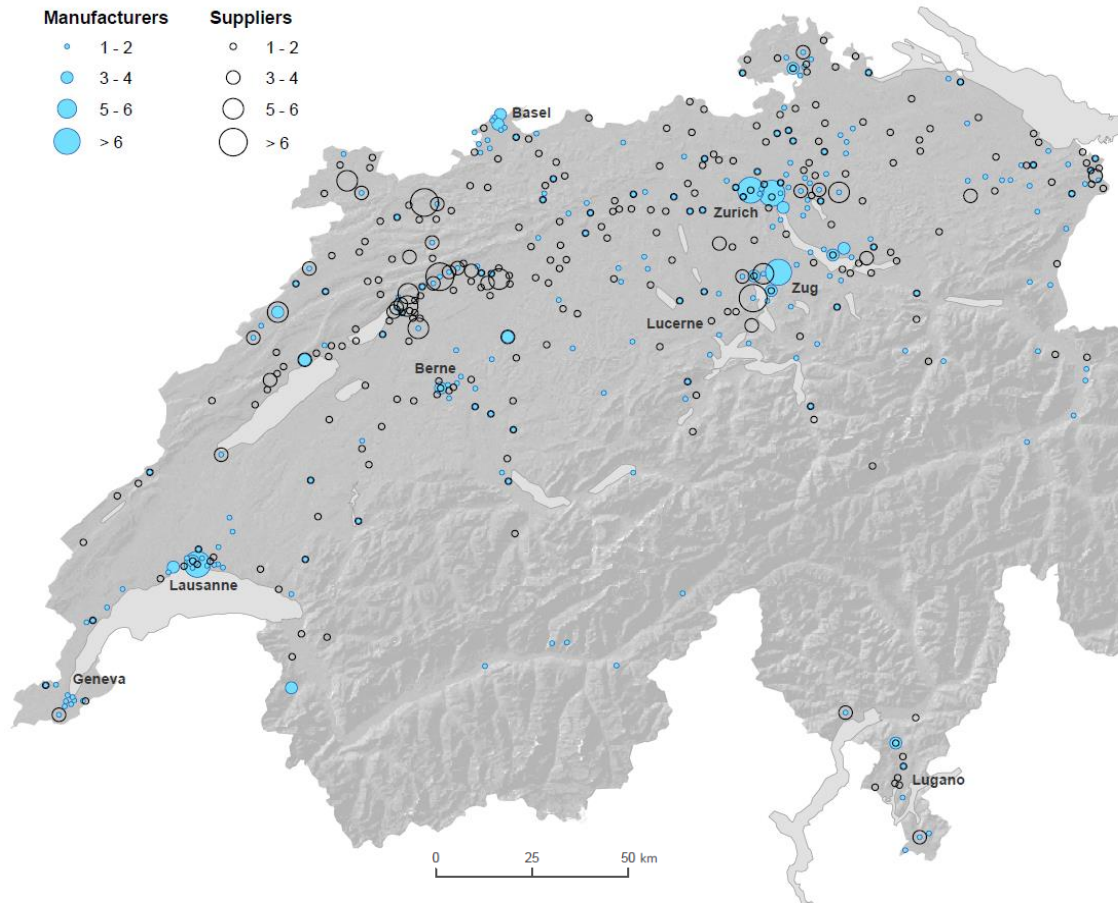 Manufacturers Suppliers
1 - 2 1 - 2
3 - 4 3 - 4
5 - 6 5 - 6
> 6 > 6
Basel
Zurich
Zug
Lucerne
Berne
Lausanne
Geneva
Lugano
0 25 50 km